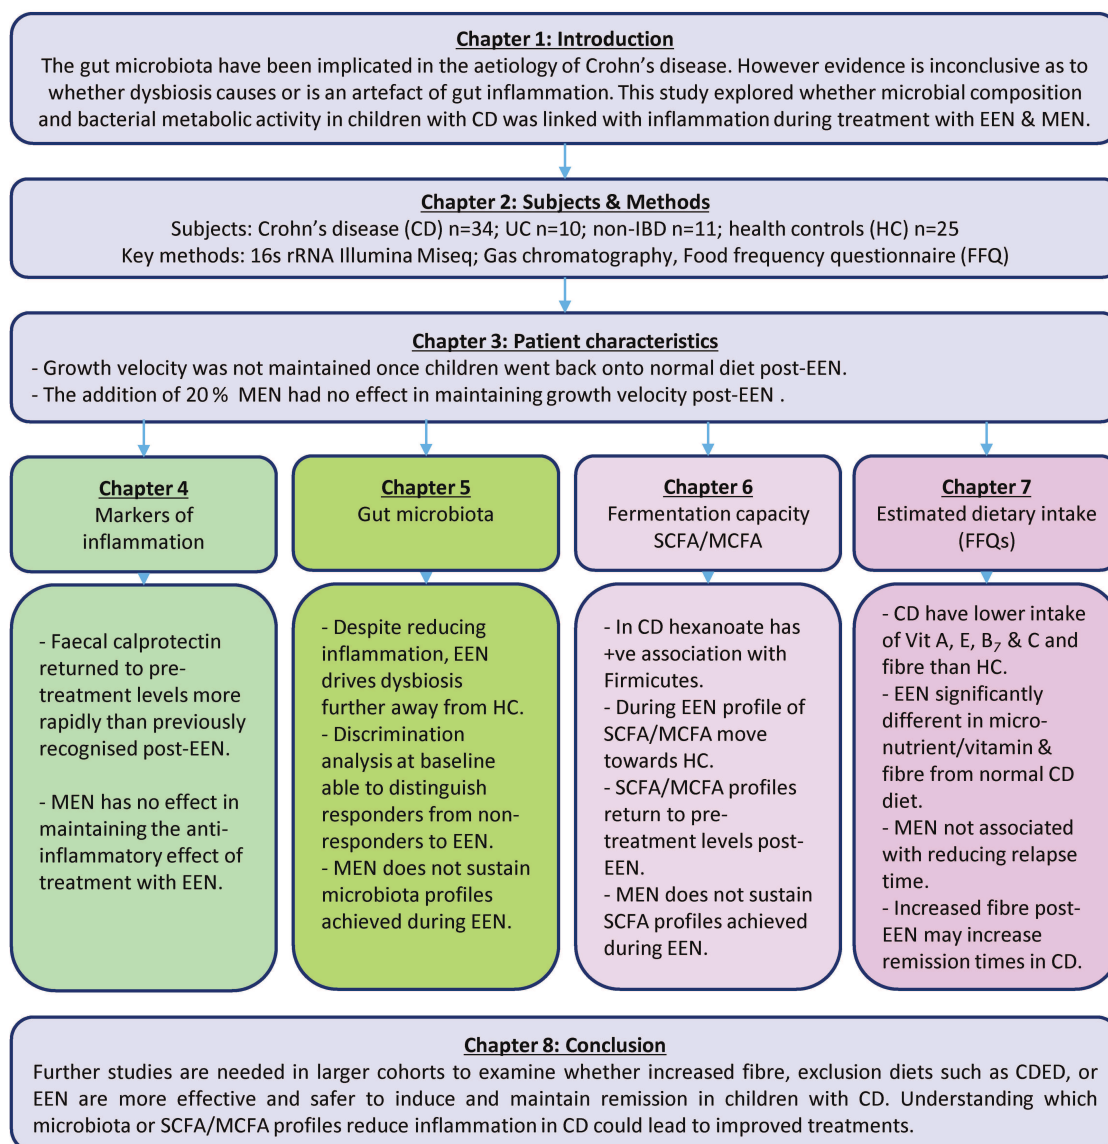 Chapter 1: Introduction
The gut microbiota have been implicated in the aetiology of Crohn's disease. However evidence is inconclusive as to
whether dysbiosis causes or is an artefact of gut inflammation. This study explored whether microbial composition
and bacterial metabolic activity in children with CD was linked with inflammation during treatment with EEN & MEN.
Chapter 2: Subjects & Methods
Subjects: Crohn's disease (CD) n=34; UC n=10; non-IBD n=11; health controls (HC) n=25
Key methods: 16s rRNA Illumina Miseq; Gas chromatography, Food frequency questionnaire (FFQ)
Chapter 3: Patient characteristics
- Growth velocity was not maintained once children went back onto normal diet post-EEN.
- The addition of 20 % MEN had no effect in maintaining growth velocity post-EEN .
Chapter 4
Markers of
inflammation
- Faecal calprotectin
returned to pre-
treatment levels more
rapidly than previously
recognised post-EEN.
- MEN has no effect in
maintaining the anti-
inflammatory effect of
treatment with EEN.
Chapter 5
Gut microbiota
- Despite reducing
inflammation, EEN
drives dysbiosis
further away from HC.
- Discrimination
analysis at baseline
able to distinguish
responders from non-
responders to EEN.
- MEN does not sustain
microbiota profiles
achieved during EEN.
Chapter 6
Fermentation capacity
SCFA/MCFA
- In CD hexanoate has
+ve association with
Firmicutes.
- During EEN profile of
SCFA/MCFA move
towards HC.
- SCFA/MCFA profiles
return to pre-
treatment levels post-
EEN.
- MEN does not sustain
SCFA profiles achieved
during EEN.
Chapter 7
Estimated dietary intake
(FFQs)
- CD have lower intake
of Vit A, E, B₇ & C and
fibre than HC.
- EEN significantly
different in micro-
nutrient/vitamin &
fibre from normal CD
diet.
- MEN not associated
with reducing relapse
time.
- Increased fibre post-
EEN may increase
remission times in CD.
Chapter 8: Conclusion
Further studies are needed in larger cohorts to examine whether increased fibre, exclusion diets such as CDED, or
EEN are more effective and safer to induce and maintain remission in children with CD. Understanding which
microbiota or SCFA/MCFA profiles reduce inflammation in CD could lead to improved treatments.